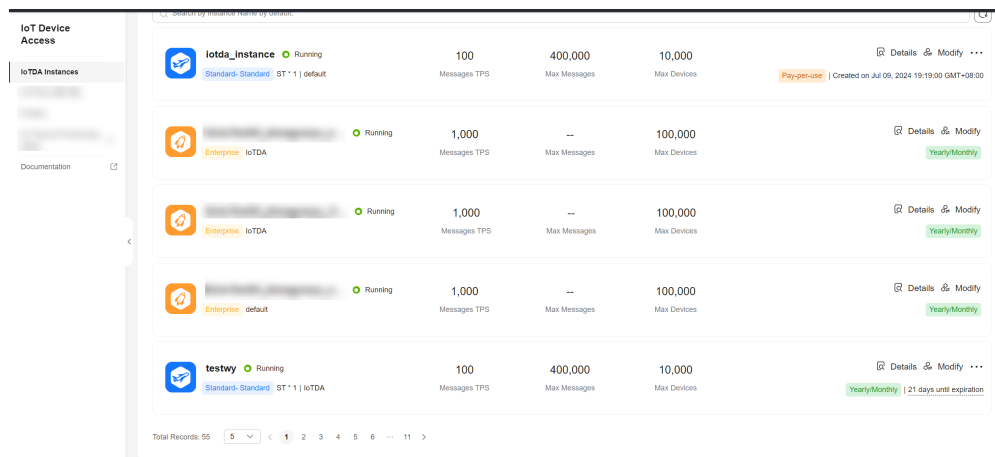 IoT Device
Access
IoTDA Instances
Documentation
Search by Instance Name by default.
iotda_instance Running
Standard- Standard ST * 1 | default
100
Messages TPS
400,000
Max Messages
10,000
Max Devices
Details Modify ···
Pay-per-use | Created on Jul 09, 2024 19:19:00 GMT+08:00
Running
Enterprise IoTDA
1,000
Messages TPS
--
Max Messages
100,000
Max Devices
Details Modify
Yearly/Monthly
Running
Enterprise IoTDA
1,000
Messages TPS
--
Max Messages
100,000
Max Devices
Details Modify
Yearly/Monthly
Running
Enterprise default
1,000
Messages TPS
--
Max Messages
100,000
Max Devices
Details Modify
Yearly/Monthly
testwy Running
Standard- Standard ST * 1 | IoTDA
100
Messages TPS
400,000
Max Messages
10,000
Max Devices
Details Modify ···
Yearly/Monthly | 21 days until expiration
Total Records: 55 5 < 1 2 3 4 5 6 ··· 11 >